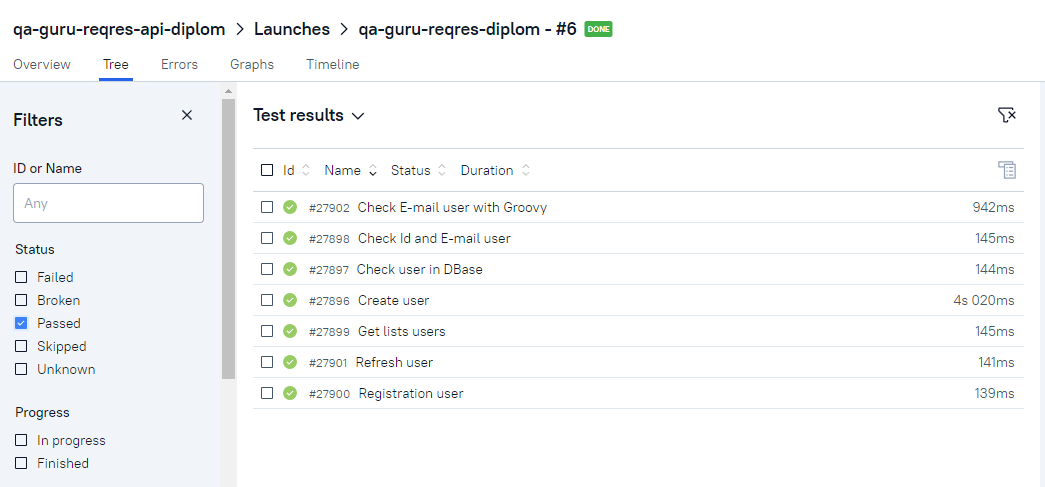 qa-guru-reqres-api-diplom > Launches > qa-guru-reqres-diplom - #6 DONE
Overview Tree Errors Graphs Timeline
Filters
ID or Name
Any
Status
Failed
Broken
Passed
Skipped
Unknown
Progress
In progress
Finished
Test results
Id Name Status Duration
#27902 Check E-mail user with Groovy 942ms
#27898 Check Id and E-mail user 145ms
#27897 Check user in DBase 144ms
#27896 Create user 4s 020ms
#27899 Get lists users 145ms
#27901 Refresh user 141ms
#27900 Registration user 139ms